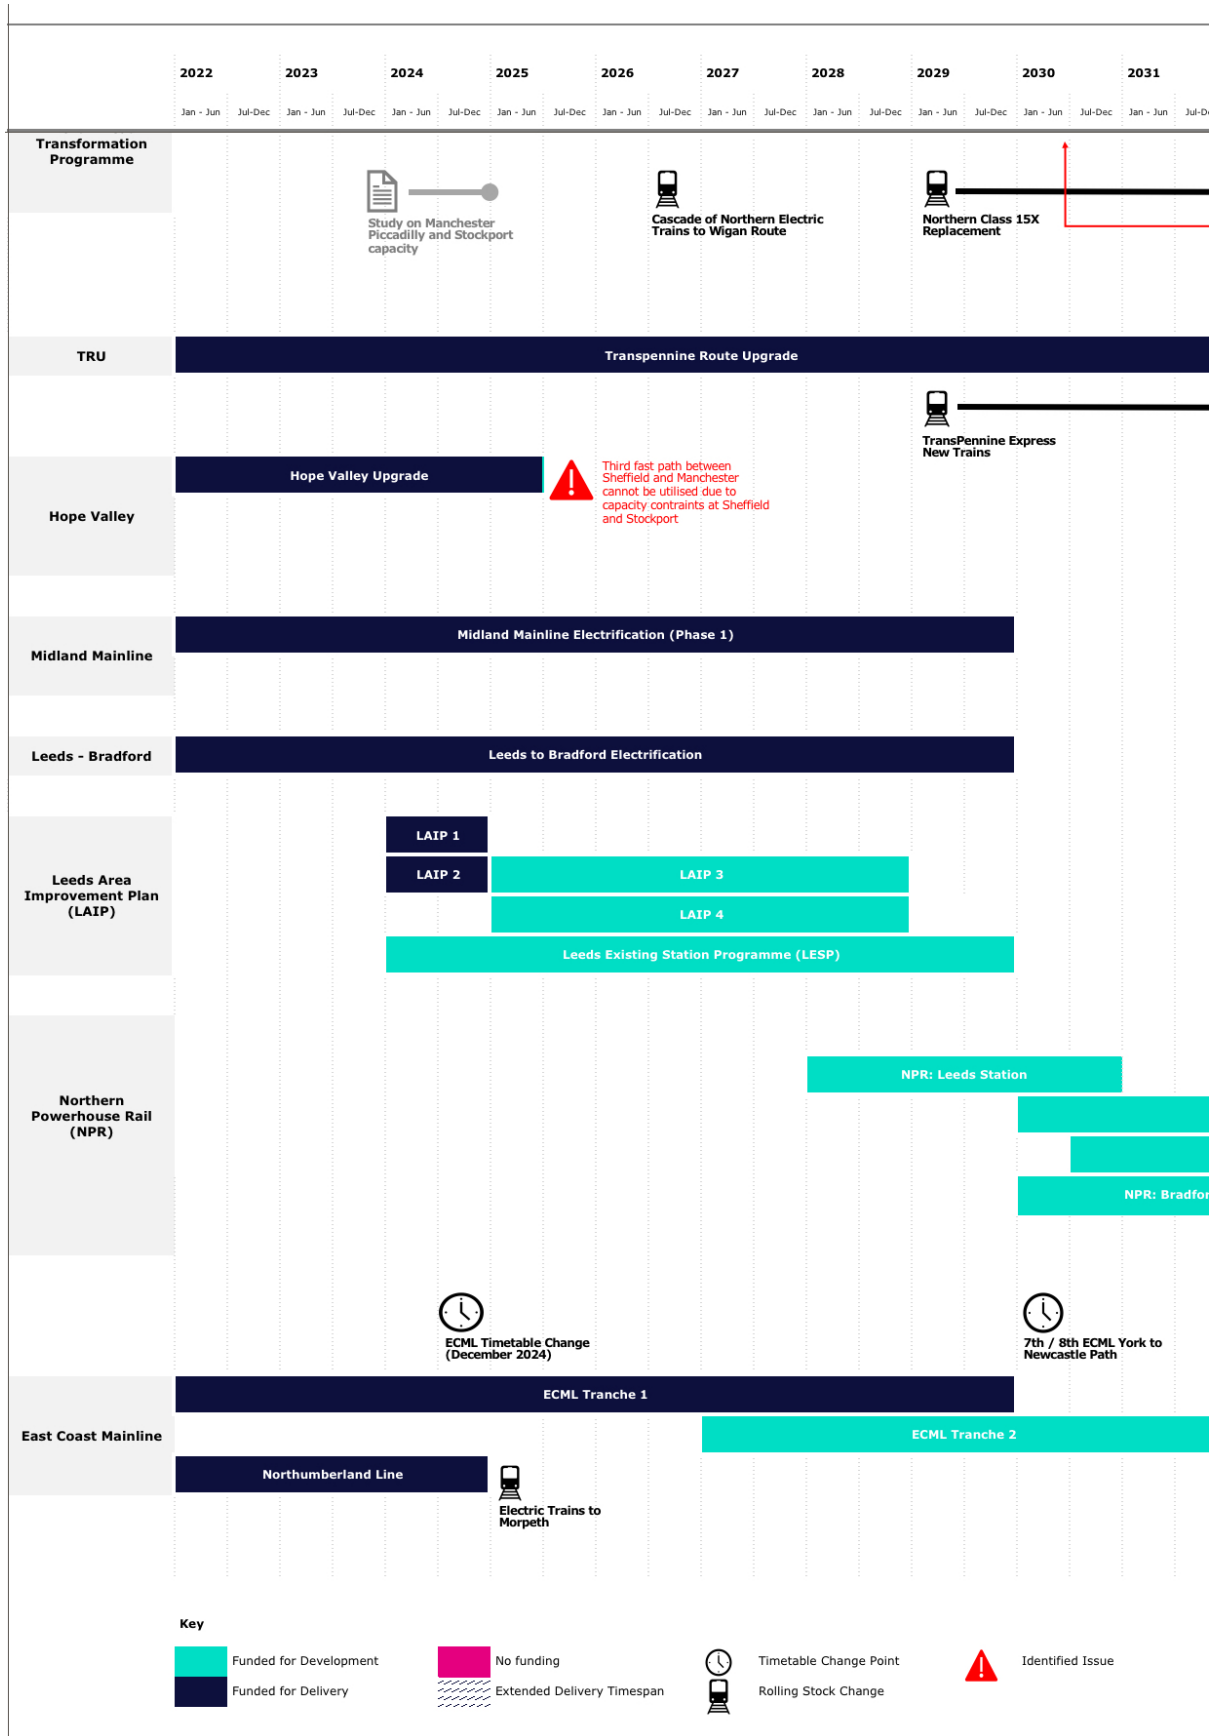 2022 2023 2024 2025 2026 2027 2028 2029 2030 2031
Jan - Jun Jul-Dec Jan - Jun Jul-Dec Jan - Jun Jul-Dec Jan - Jun Jul-Dec Jan - Jun Jul-Dec Jan - Jun Jul-Dec Jan - Jun Jul-Dec Jan - Jun Jul-Dec Jan - Jun Jul-Dec Jan - Jun
Transformation
Programme
Study on Manchester
Piccadilly and Stockport
capacity
Cascade of Northern Electric
Trains to Wigan Route
Northern Class 15X
Replacement
TRU
Transpennine Route Upgrade
TransPennine Express
New Trains
Hope Valley
Hope Valley Upgrade
Third fast path between
Sheffield and Manchester
cannot be utilised due to
capacity contraints at Sheffield
and Stockport
Midland Mainline
Midland Mainline Electrification (Phase 1)
Leeds - Bradford
Leeds to Bradford Electrification
Leeds Area
Improvement Plan
(LAIP)
LAIP 1
LAIP 2
LAIP 3
LAIP 4
Leeds Existing Station Programme (LESP)
Northern
Powerhouse Rail
(NPR)
NPR: Leeds Station
NPR:
ECML Timetable Change
(December 2024)
7th / 8th ECML York to
Newcastle Path
East Coast Mainline
ECML Tranche 1
ECML Tranche 2
Northumberland Line
Electric Trains to
Morpeth
Key
Funded for Development
No funding
Timetable Change Point
Identified Issue
Funded for Delivery
Extended Delivery Timespan
Rolling Stock Change